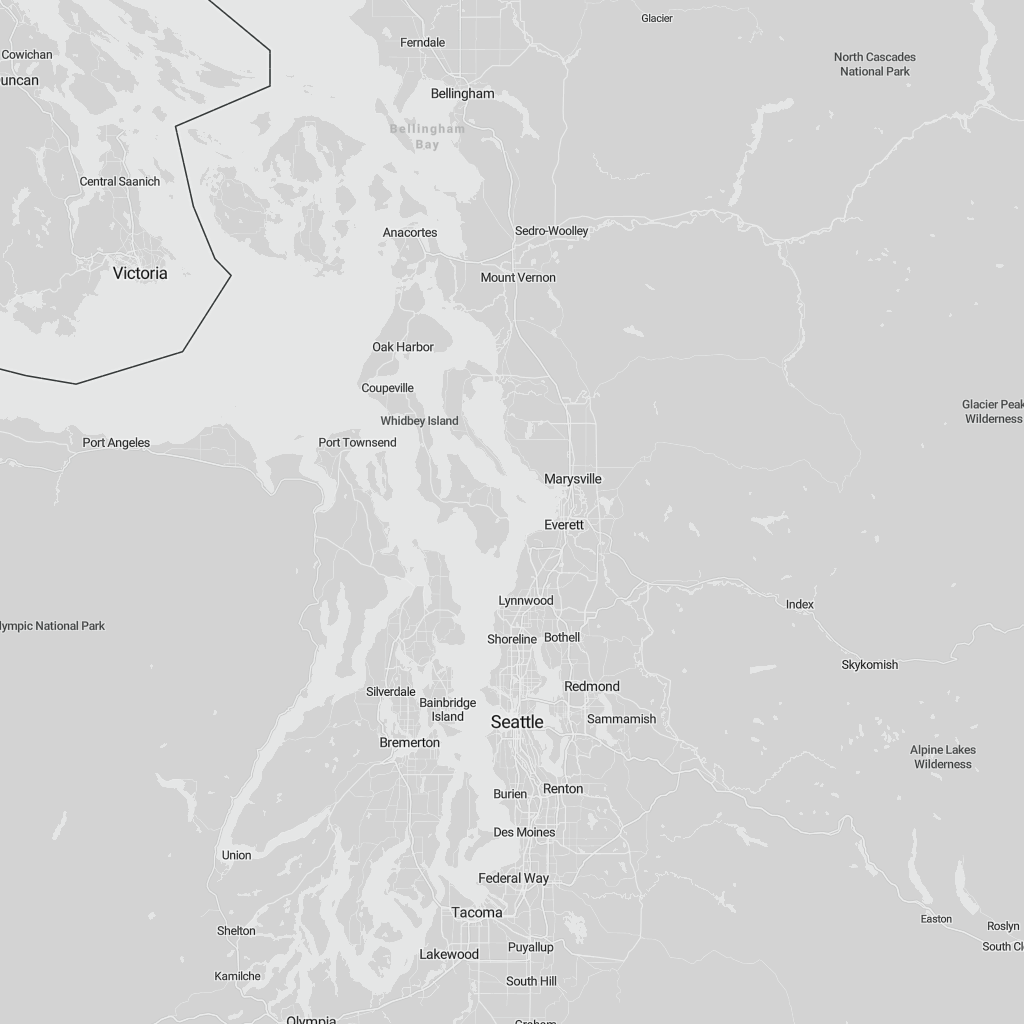 Glacier
Ferndale
Cowichan
North Cascades
National Park
uncan
Bellingham
Bellingham
Bay
Central Saanich
Anacortes
Sedro-Woolley
Victoria
Mount Vernon
Oak Harbor
Coupeville
Glacier Peak
Wilderness
Whidbey Island
Port Angeles
Port Townsend
Marysville
Everett
Lynnwood
Index
lympic National Park
Shoreline
Bothell
Skykomish
Silverdale
Redmond
Bainbridge
Island
Sammamish
Seattle
Bremerton
Alpine Lakes
Wilderness
Burien
Renton
Des Moines
Union
Federal Way
Tacoma
Easton
Roslyn
Shelton
Puyallup
South Cl
Lakewood
Kamilche
South Hill
Olympia
Graham